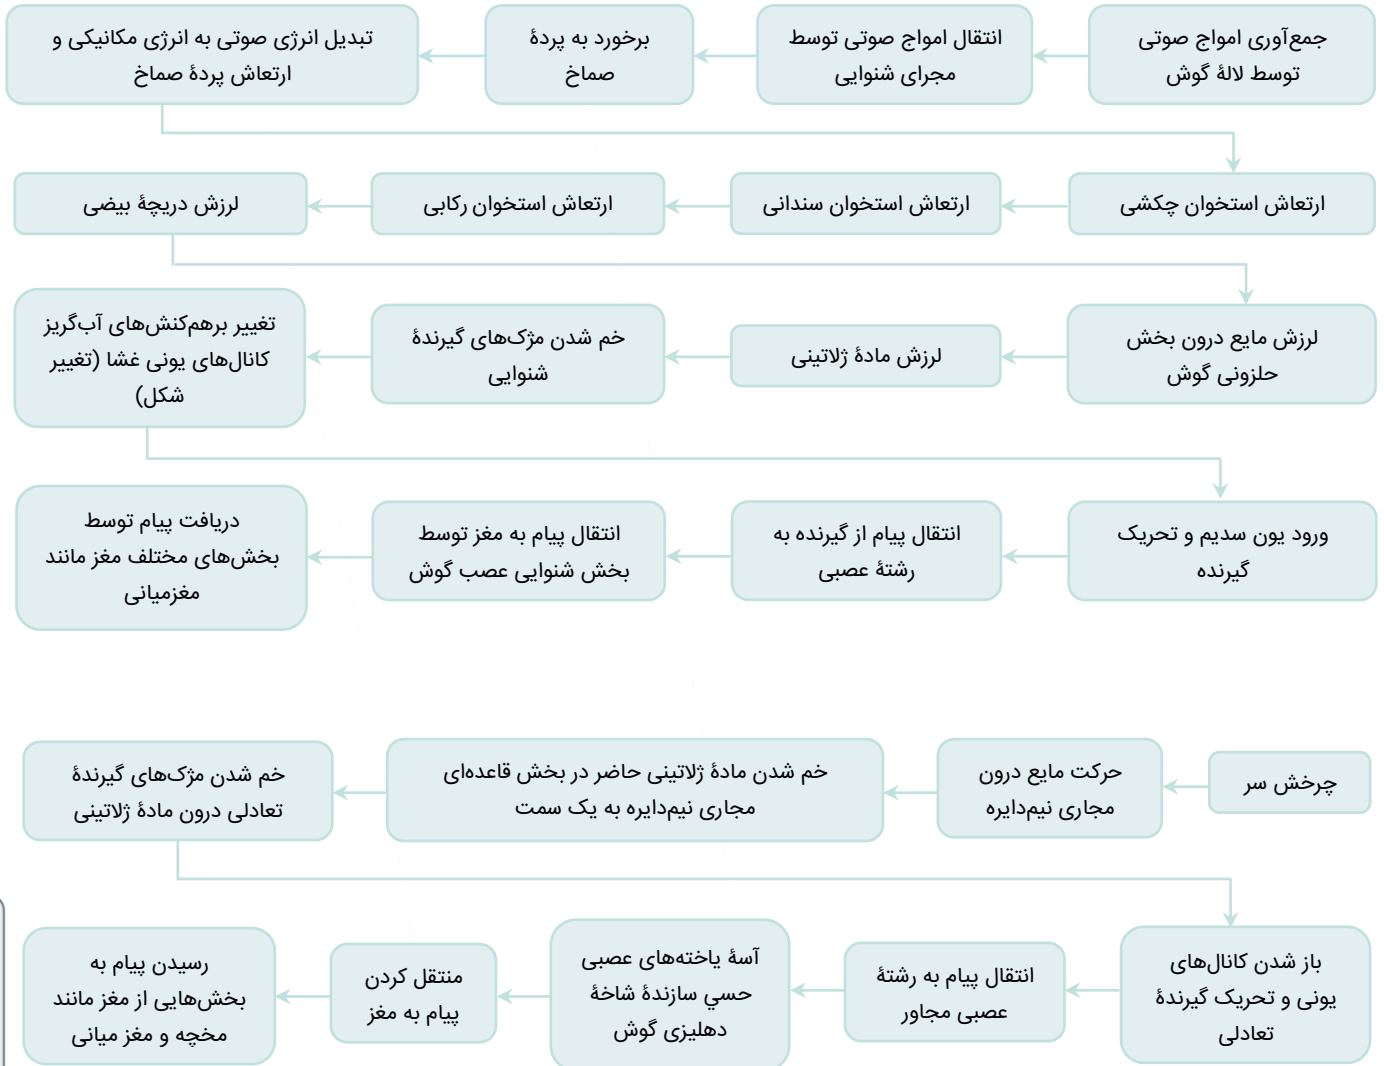 جمع‌آوری امواج صوتی
توسط لالهٔ گوش
انتقال امواج صوتی توسط
مجرای شنوایی
برخورد به پردهٔ
صماخ
تبدیل انرژی صوتی به انرژی مکانیکی و
ارتعاش پردهٔ صماخ
ارتعاش استخوان چکشی
ارتعاش استخوان سندانی
ارتعاش استخوان رکابی
لرزش دریچهٔ بیضی
لرزش مایع درون بخش
حلزونی گوش
لرزش مادهٔ ژلاتینی
خم شدن مژک‌های گیرندهٔ
شنوایی
تغییر برهم‌کنش‌های آب‌گریز
کانال‌های یونی غشا (تغییر
شکل)
ورود یون سدیم و تحریک
گیرنده
انتقال پیام از گیرنده به
رشتهٔ عصبی
انتقال پیام به مغز توسط
بخش شنوایی عصب گوش
دریافت پیام توسط
بخش‌های مختلف مغز مانند
مغزمیانی
چرخش سر
حرکت مایع درون
مجاری نیم‌دایره
خم شدن مادهٔ ژلاتینی حاضر در بخش قاعده‌ای
مجاری نیم‌دایره به یک سمت
خم شدن مژک‌های گیرندهٔ
تعادلی درون مادهٔ ژلاتینی
باز شدن کانال‌های
یونی و تحریک گیرندهٔ
تعادلی
انتقال پیام به رشتهٔ
عصبی مجاور
آسهٔ یاخته‌های عصبی
حسي سازندهٔ شاخهٔ
دهلیزی گوش
منتقل کردن
پیام به مغز
رسیدن پیام به
بخش‌هایی از مغز مانند
مخچه و مغز میانی